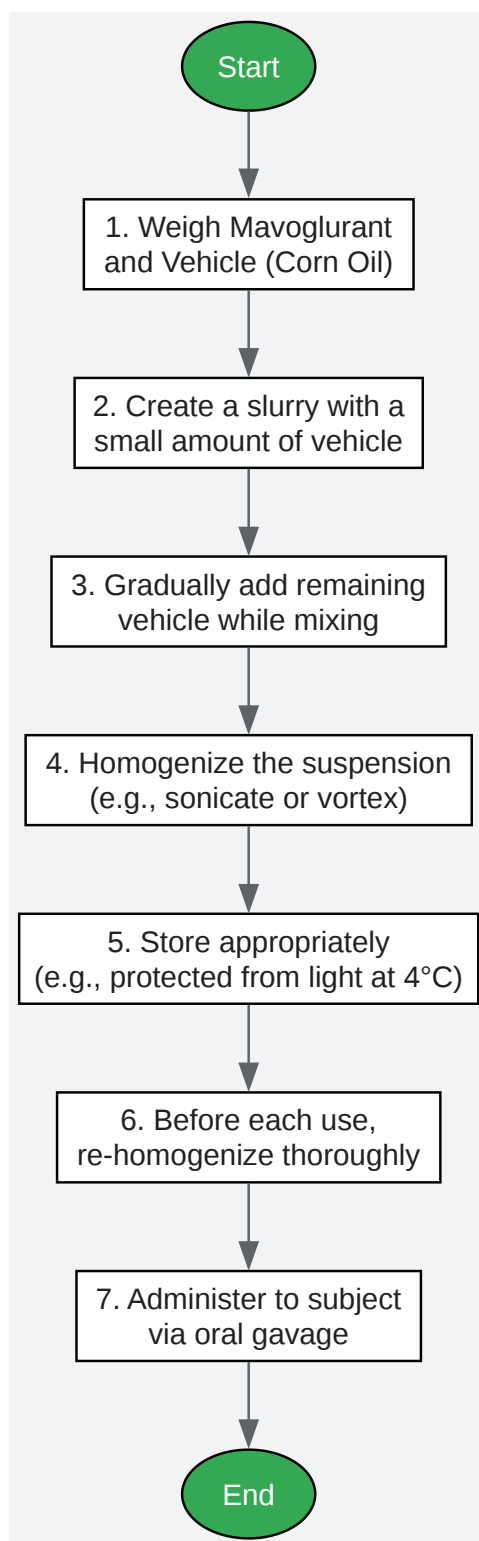 Start
1. Weigh Mavoglurant
and Vehicle (Corn Oil)
2. Create a slurry with a
small amount of vehicle
3. Gradually add remaining
vehicle while mixing
4. Homogenize the suspension
(e.g., sonicate or vortex)
5. Store appropriately
(e.g., protected from light at 4°C)
6. Before each use,
re-homogenize thoroughly
7. Administer to subject
via oral gavage
End